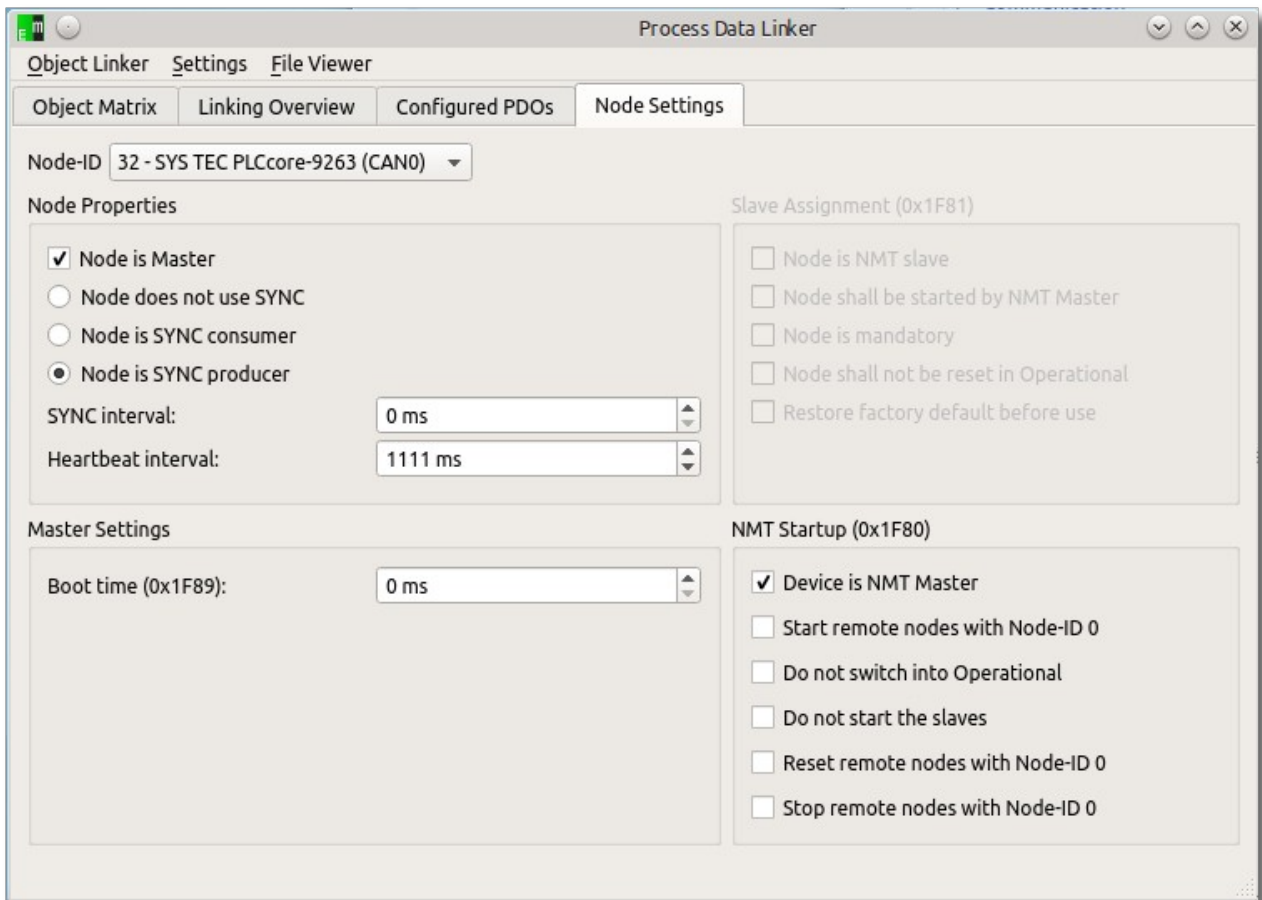 Process Data Linker
Object Linker Settings File Viewer
Object Matrix Linking Overview Configured PDOs Node Settings
Node-ID 32 - SYS TEC PLCcore-9263 (CAN0)
Node Properties
Node is Master
Node does not use SYNC
Node is SYNC consumer
Node is SYNC producer
SYNC interval: 0 ms
Heartbeat interval: 1111 ms
Slave Assignment (0x1F81)
Node is NMT slave
Node shall be started by NMT Master
Node is mandatory
Node shall not be reset in Operational
Restore factory default before use
Master Settings
Boot time (0x1F89): 0 ms
NMT Startup (0x1F80)
Device is NMT Master
Start remote nodes with Node-ID 0
Do not switch into Operational
Do not start the slaves
Reset remote nodes with Node-ID 0
Stop remote nodes with Node-ID 0